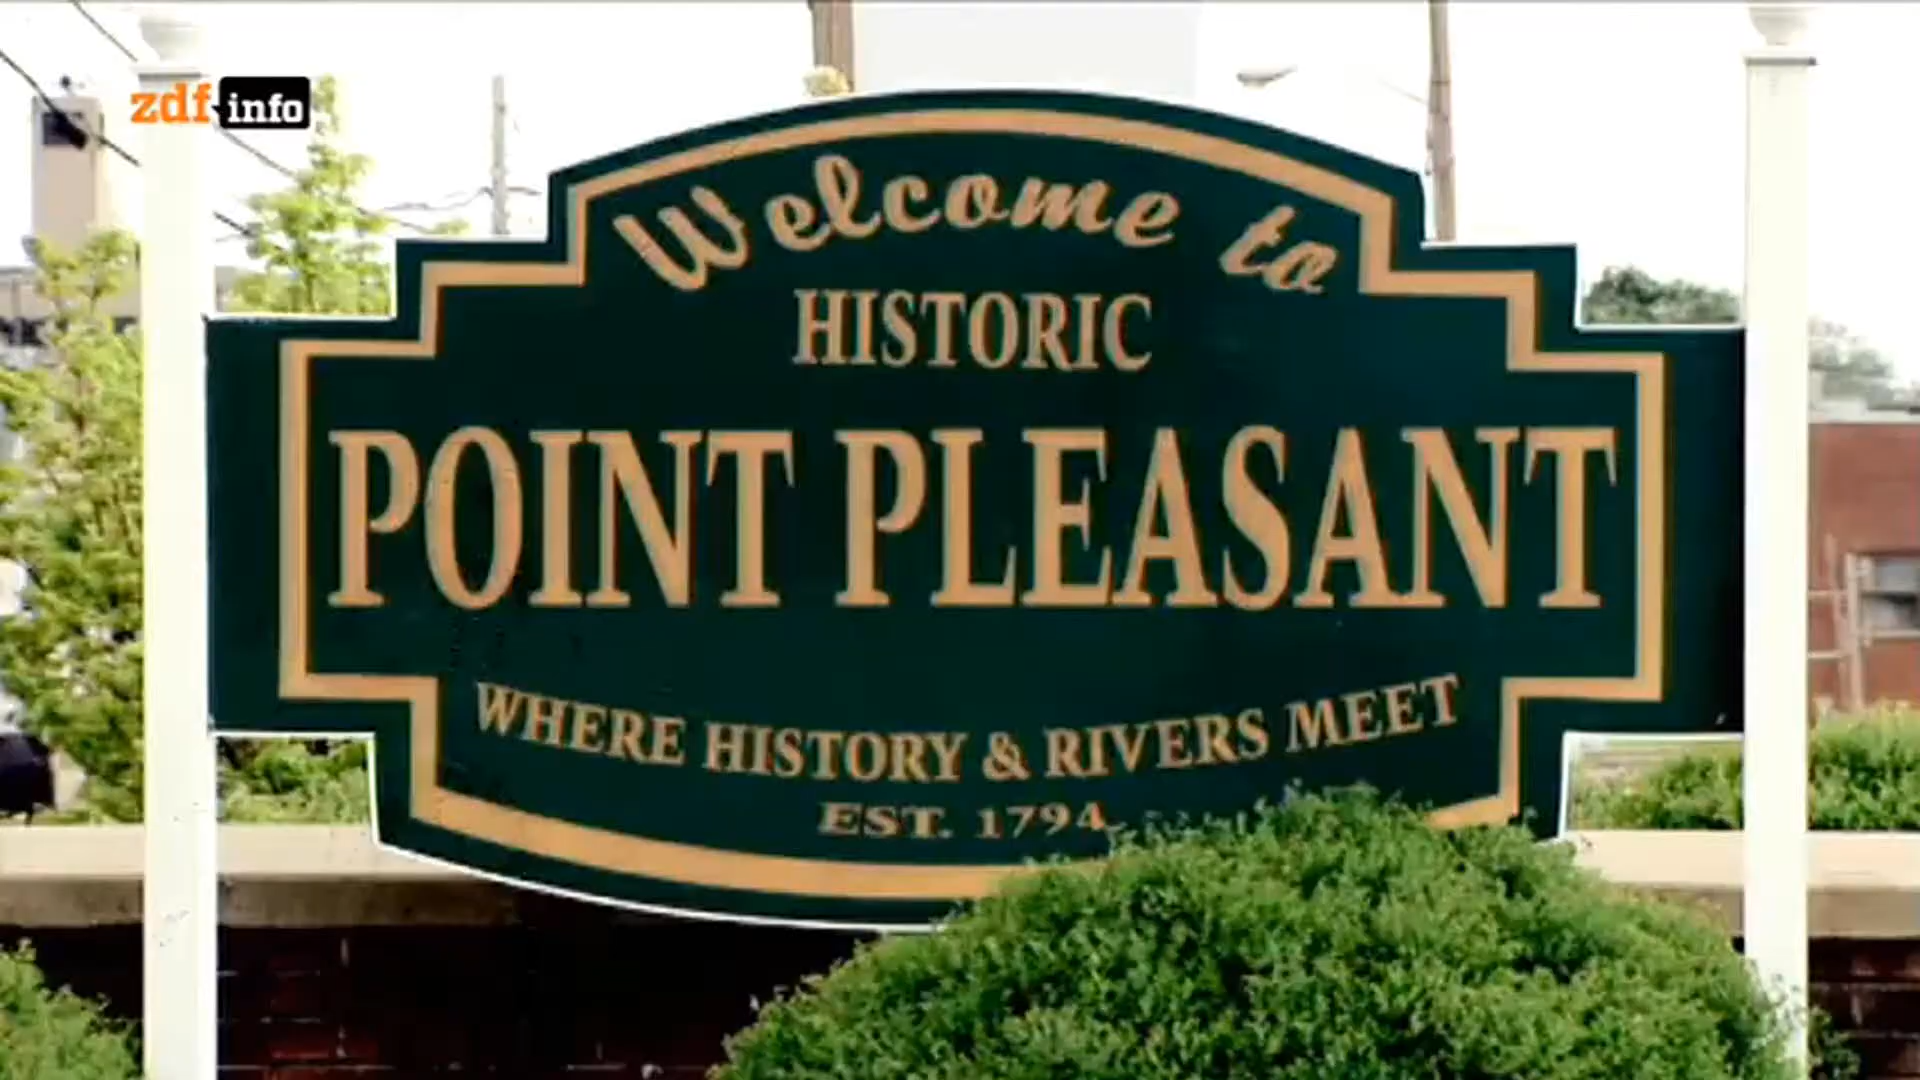 zdf info
Welcome to
HISTORIC
POINT PLEASANT
WHERE HISTORY & RIVERS MEET
EST. 1794